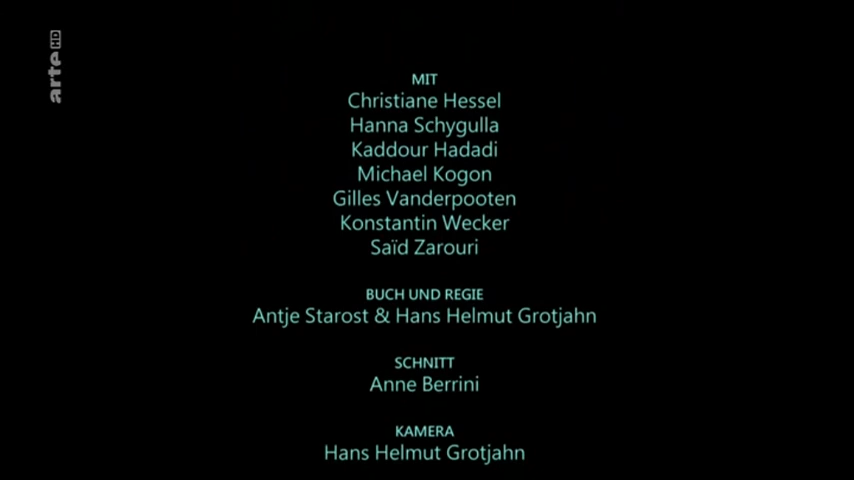 arte HD
MIT
Christiane Hessel
Hanna Schygulla
Kaddour Hadadi
Michael Kogon
Gilles Vanderpooten
Konstantin Wecker
Saïd Zarouri
BUCH UND REGIE
Antje Starost & Hans Helmut Grotjahn
SCHNITT
Anne Berrini
KAMERA
Hans Helmut Grotjahn